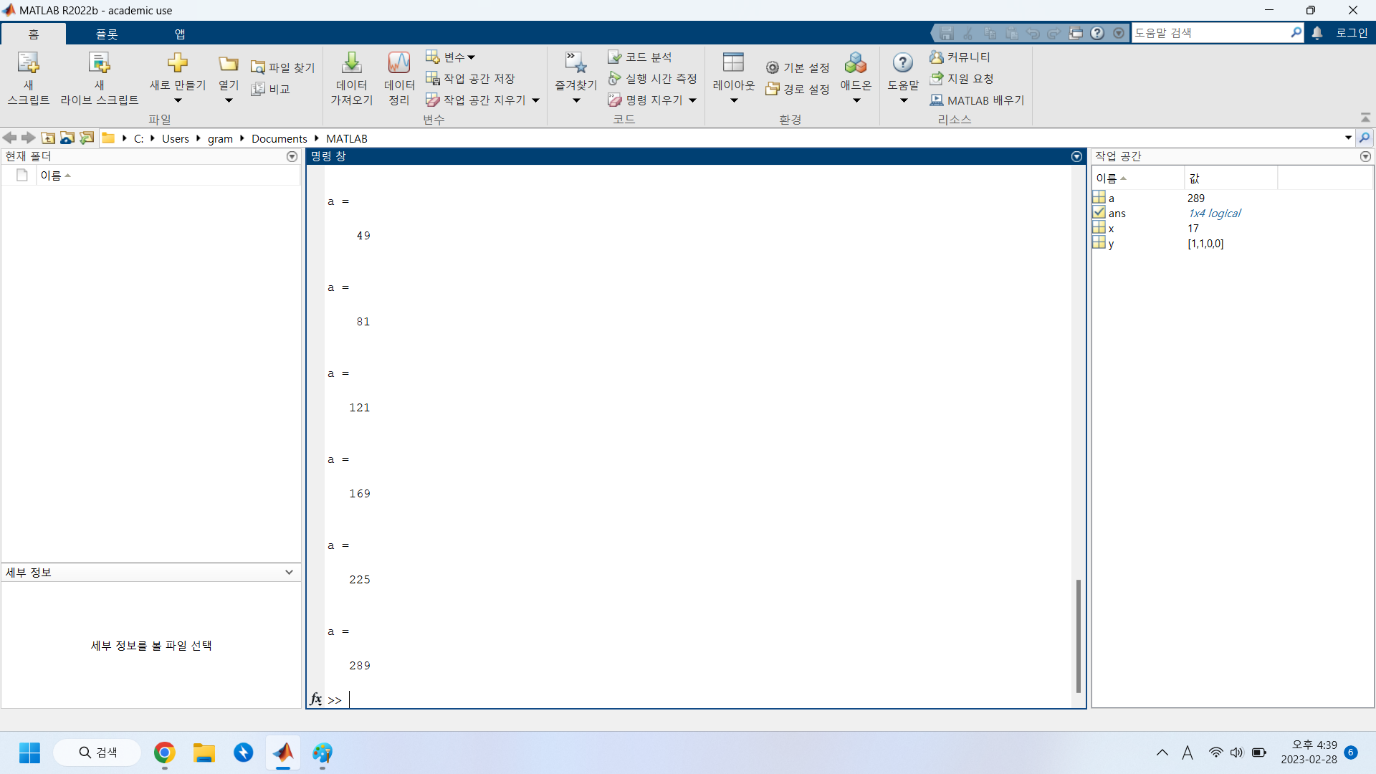 MATLAB R2022b - academic use
홈 플롯 앱
도움말 검색
로그인
새 스크립트
새 라이브 스크립트
새로 만들기
열기
파일 찾기
비교
파일
데이터 가져오기
데이터 정리
변수
작업 공간 저장
작업 공간 지우기
변수
즐겨찾기
코드 분석
실행 시간 측정
명령 지우기
코드
레이아웃
기본 설정
경로 설정
애드온
환경
도움말
커뮤니티
지원 요청
MATLAB 배우기
리소스
C: Users gram Documents MATLAB
현재 폴더
이름
세부 정보
세부 정보를 볼 파일 선택
명령 창
a =
49
a =
81
a =
121
a =
169
a =
225
a =
289
fx >>
작업 공간
이름 값
a 289
ans 1x4 logical
x 17
y [1,1,0,0]
검색
A
오후 4:39
2023-02-28
6